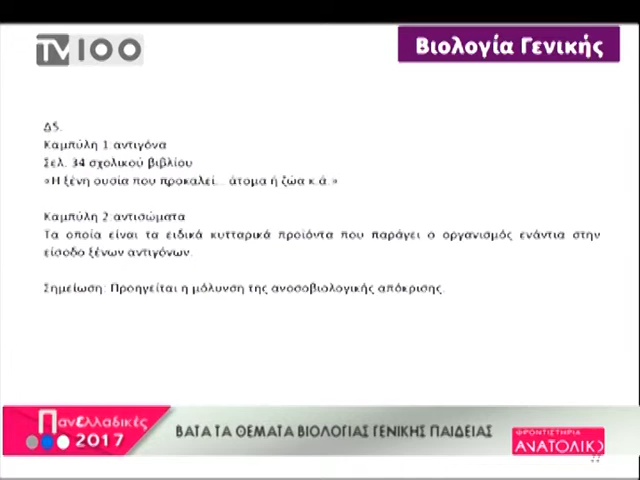 TV100
Βιολογία Γενικής
Δ5.
Καμπύλη 1:αντιγόνα
Σελ. 34 σχολικού βιβλίου
«Η ξένη ουσία που προκαλεί... άτομα ή ζώα κ.ά.»
Καμπύλη 2:αντισώματα
Τα οποία είναι τα ειδικά κυτταρικά προϊόντα που παράγει ο οργανισμός ενάντια στην
είσοδο ξένων αντιγόνων.
Σημείωση: Προηγείται η μόλυνση της ανοσοβιολογικής απόκρισης.
Πανελλαδικές
2017
ΒΑΤΑ ΤΑ ΘΕΜΑΤΑ ΒΙΟΛΟΓΙΑΣ ΓΕΝΙΚΗΣ ΠΑΙΔΕΙΑΣ
ΦΡΟΝΤΙΣΤΗΡΙΑ
ΑΝΑΤΟΛΙΚΟ